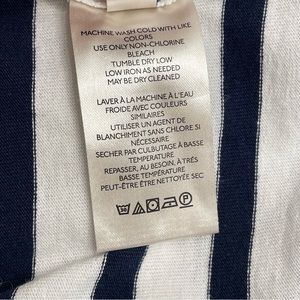 MACHINE WASH COLD WITH LIKE
COLORS
USE ONLY NON-CHLORINE
BLEACH
TUMBLE DRY LOW
LOW IRON AS NEEDED
MAY BE DRY CLEANED
LAVER À LA MACHINE À L'EAU
FROIDE AVEC COULEURS
SIMILAIRES
UTILISER UN AGENT DE
BLANCHIMENT SANS CHLORE SI
NÉCESSAIRE
SECHER PAR CULBUTAGE À BASSE
TEMPERATURE
REPASSER, AU BESOIN, À TRÈS
BASSE TEMPÉRATURE
PEUT-ÊTRE ÊTRE NETTOYÉE SEC
P